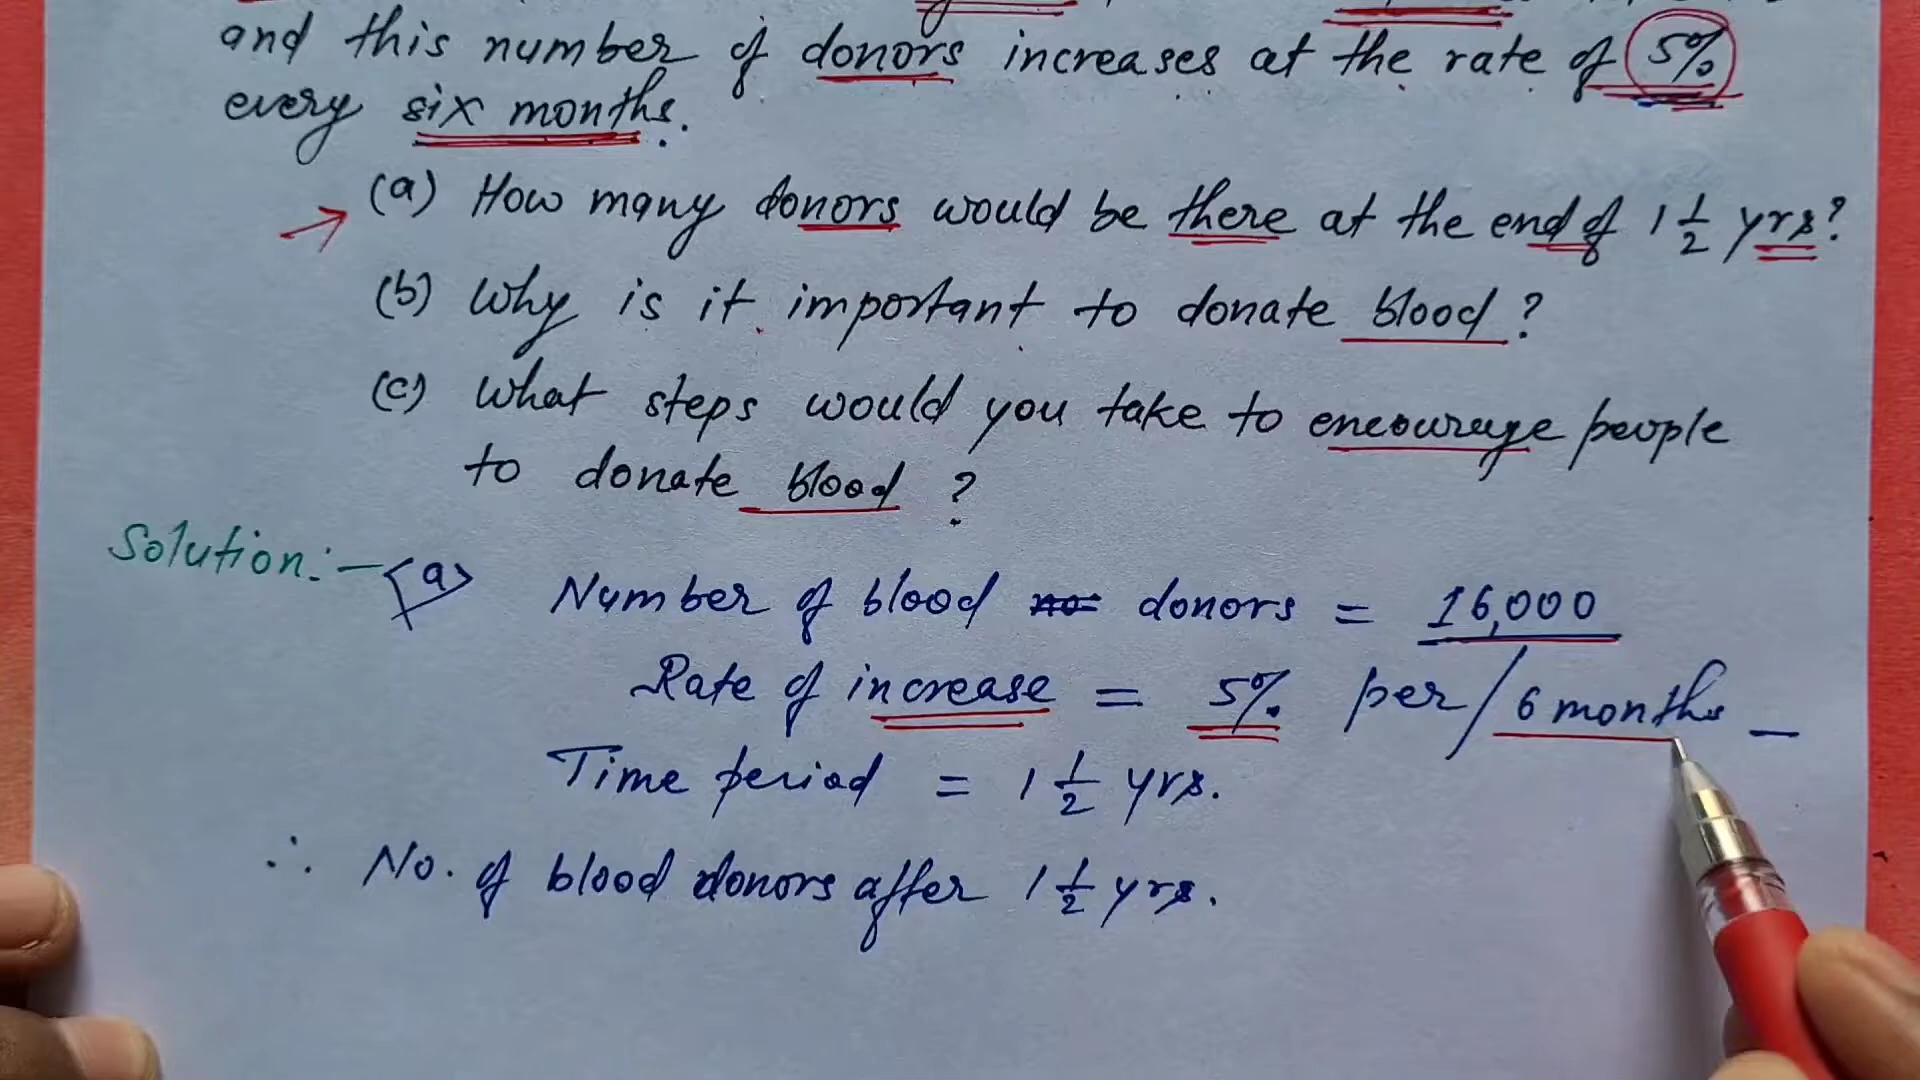 and this number of donors increases at the rate of 5%
every six months.
(a) How many donors would be there at the end of 1 1/2 yrs?
(b) Why is it important to donate blood ?
(c) What steps would you take to encourage people
to donate blood ?
Solution:- (a) Number of blood donors = 16,000
Rate of increase = 5% per / 6 months
Time period = 1 1/2 yrs.
∴ No. of blood donors after 1 1/2 yrs.